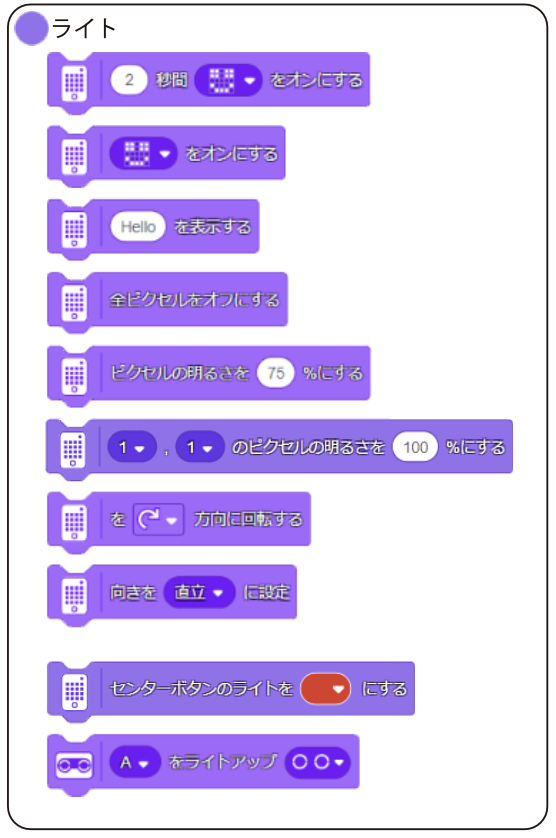 ライト
2 秒間 をオンにする
をオンにする
Hello を表示する
全ピクセルをオフにする
ピクセルの明るさを 75 %にする
1 , 1 のピクセルの明るさを 100 %にする
を 方向に回転する
向きを 直立 に設定
センターボタンのライトを にする
A をライトアップ